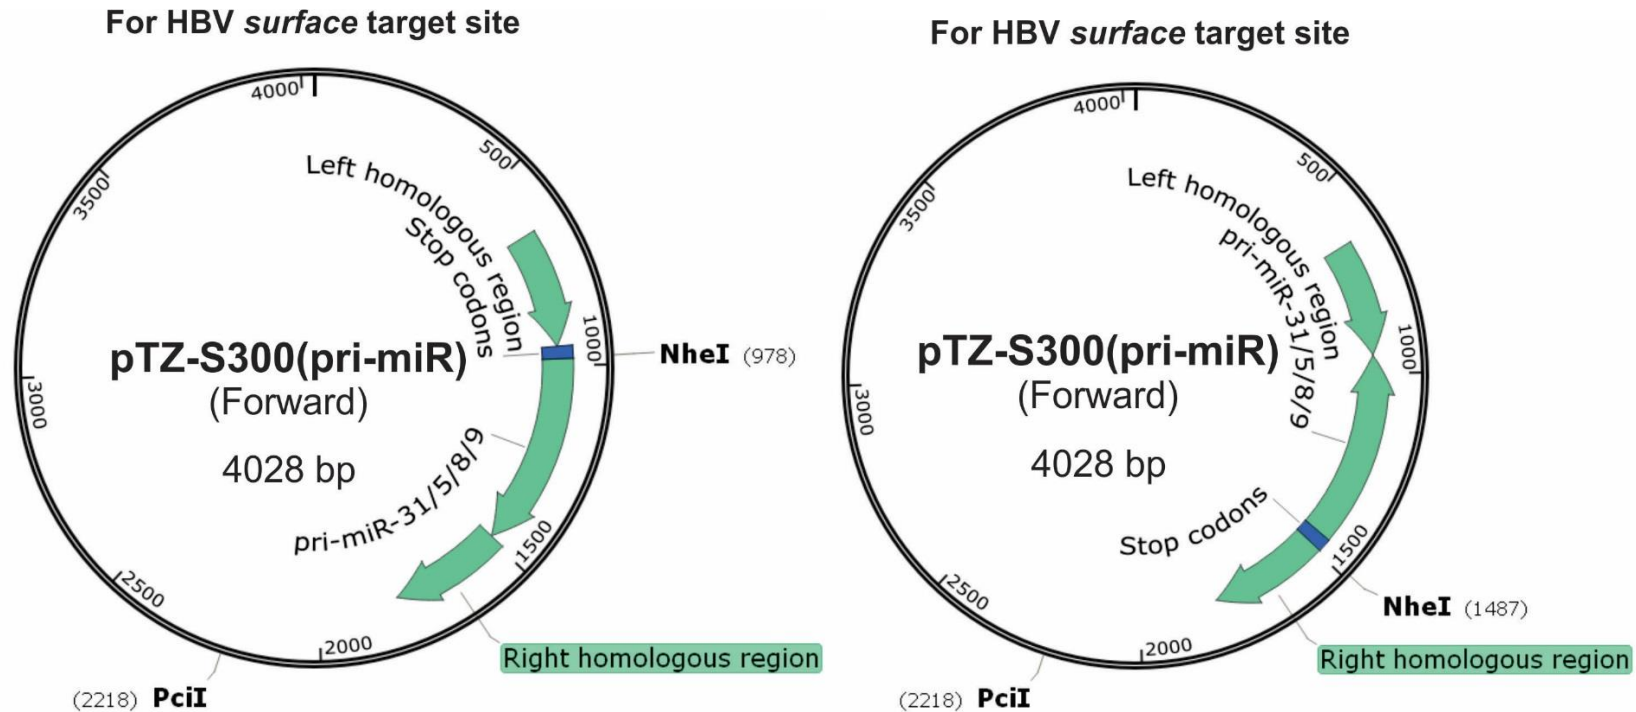 For HBV surface target site
4000
500
1000
1500
2000
2500
3000
3500
Left homologous region
Stop codons
NheI (978)
pTZ-S300(pri-miR)
(Forward)
4028 bp
pri-miR-31/5/8/9
Right homologous region
(2218) PciI
For HBV surface target site
4000
500
1000
1500
2000
2500
3000
3500
Left homologous region
pri-miR-31/5/8/9
pTZ-S300(pri-miR)
(Forward)
4028 bp
Stop codons
NheI (1487)
Right homologous region
(2218) PciI